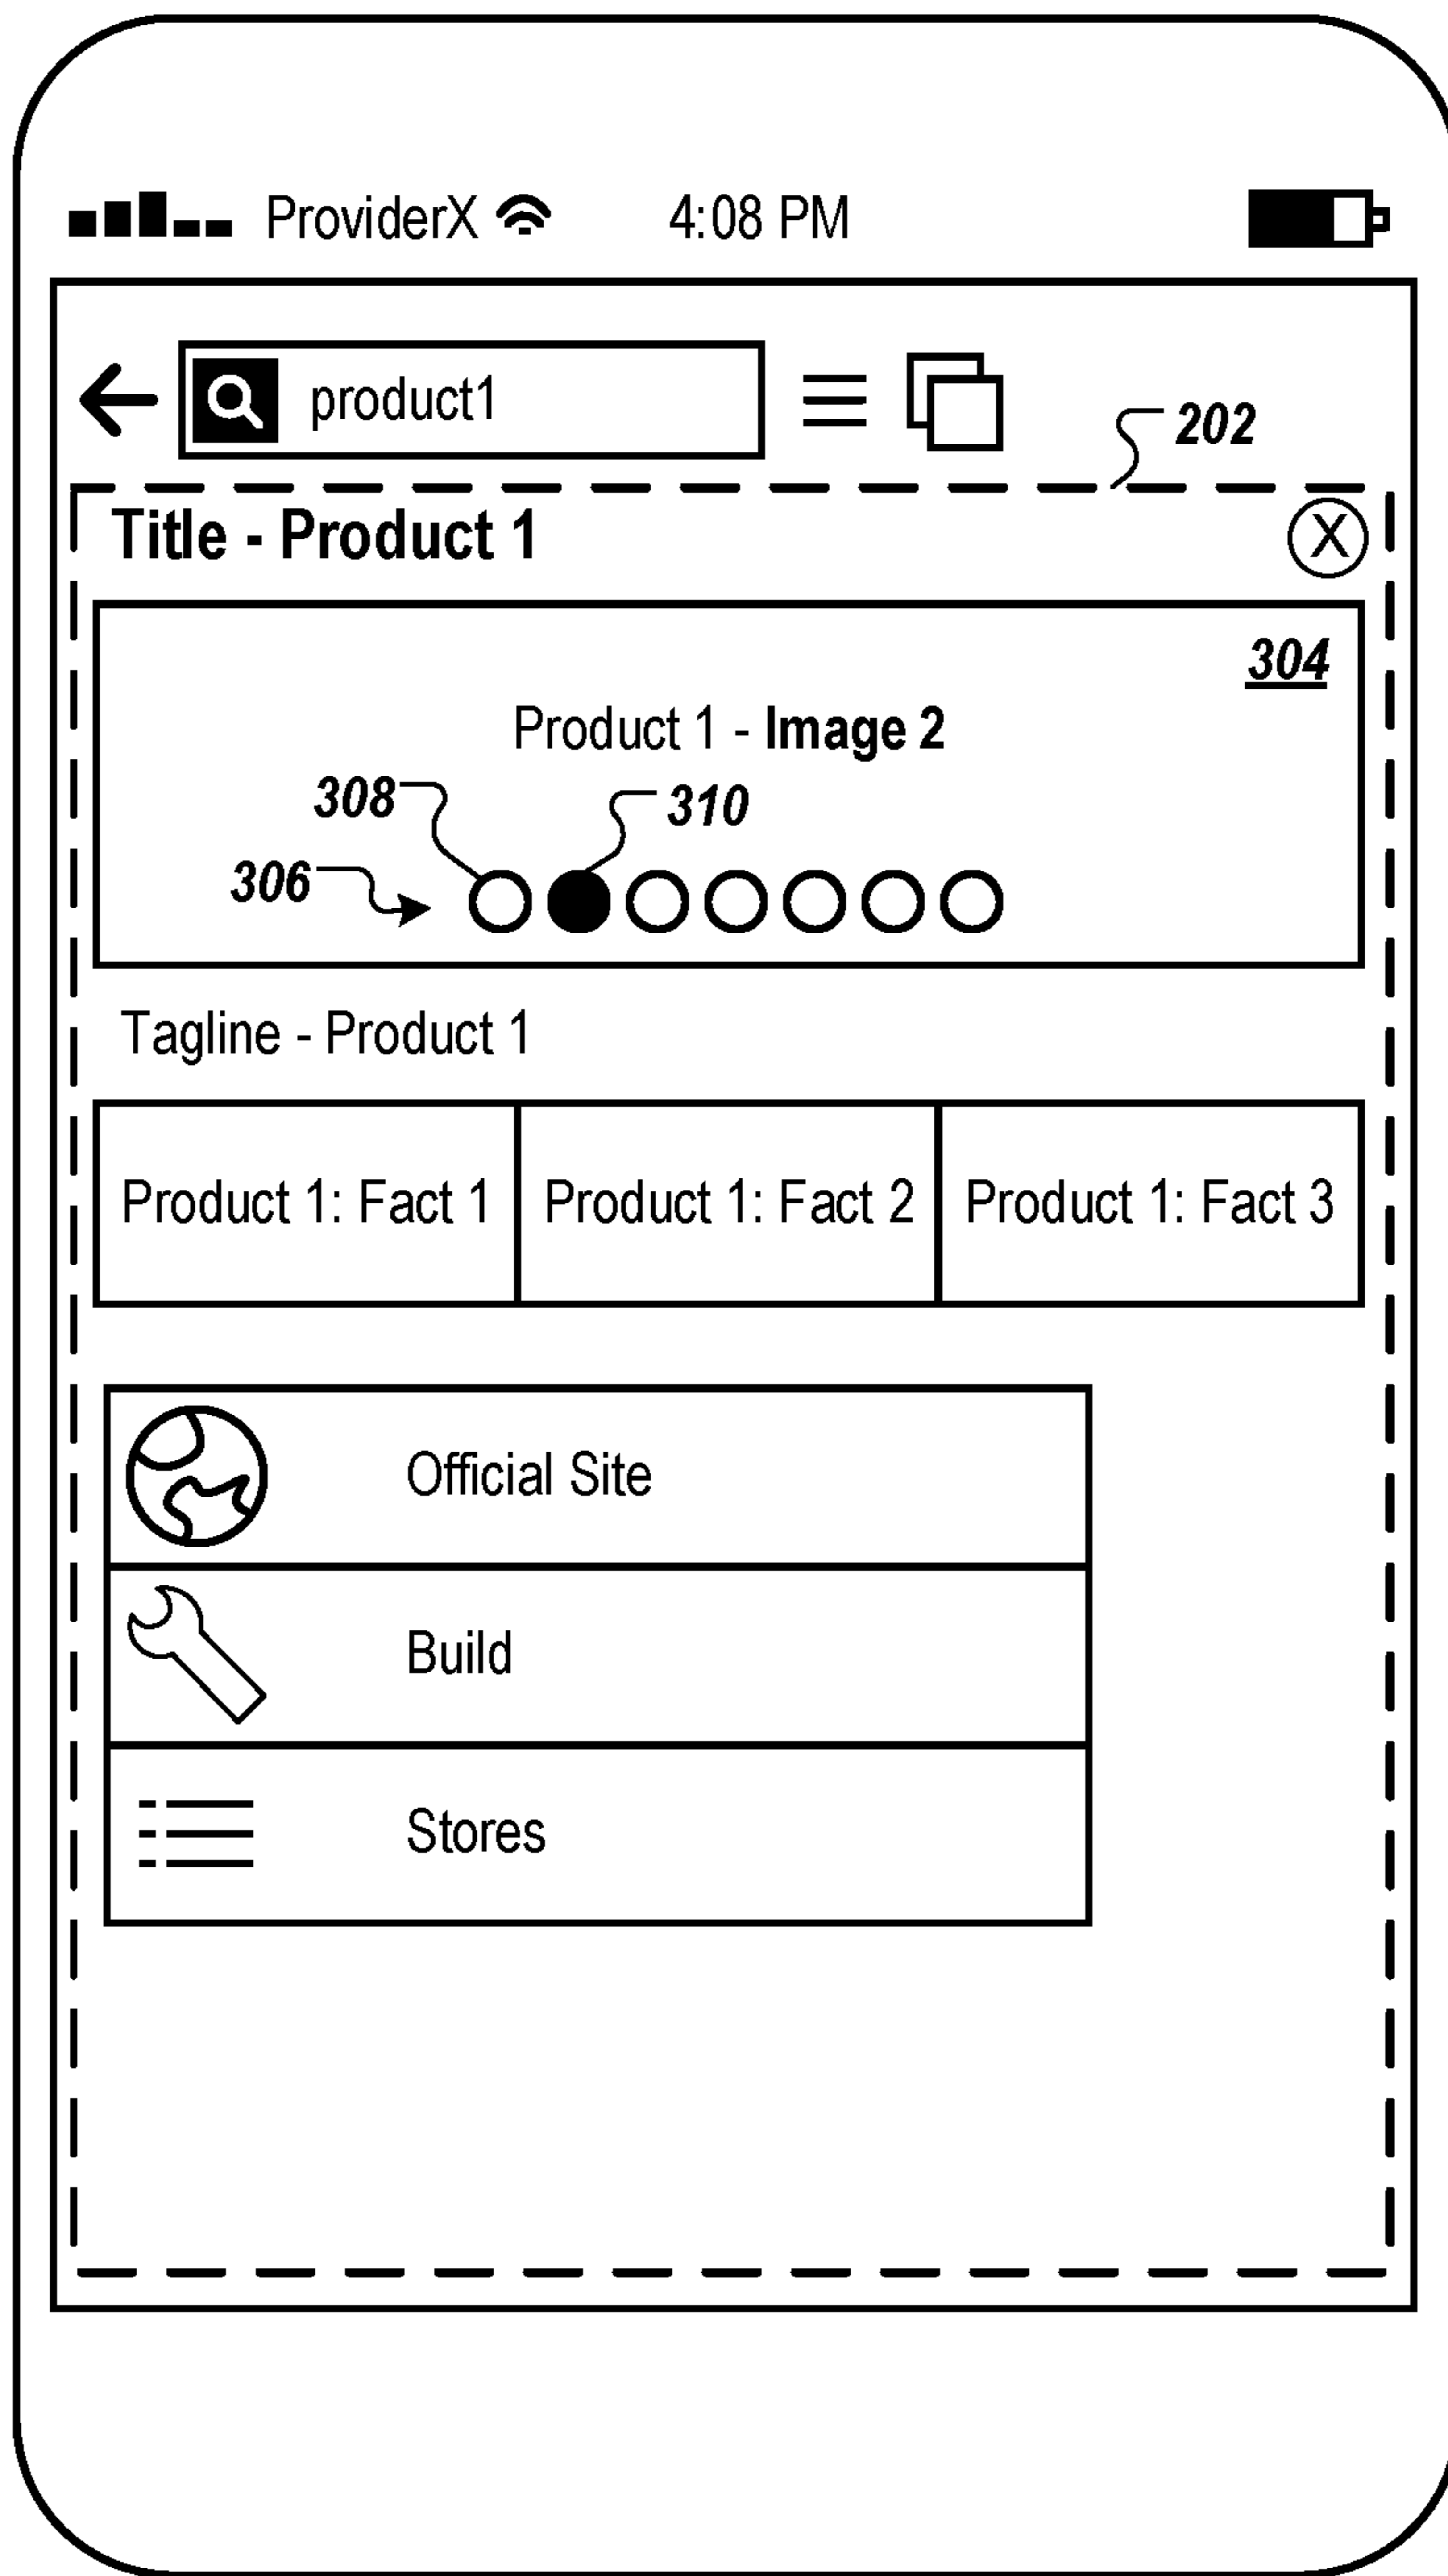 ProviderX 4:08 PM
product1
202
Title - Product 1 X
304
Product 1 - Image 2
308 310
306
Tagline - Product 1
Product 1: Fact 1 Product 1: Fact 2 Product 1: Fact 3
Official Site
Build
Stores